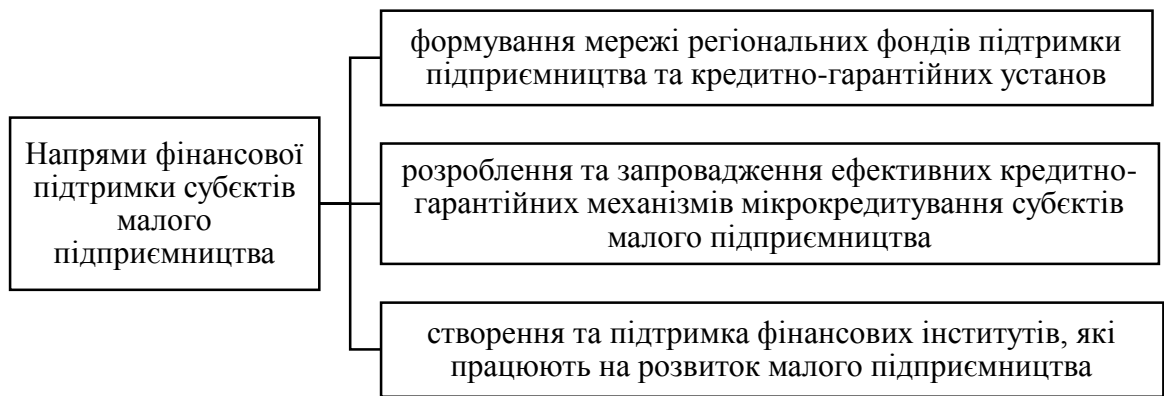 Напрями фінансової
підтримки субєктів
малого
підприємництва
формування мережі регіональних фондів підтримки
підприємництва та кредитно-гарантійних установ
розроблення та запровадження ефективних кредитно-
гарантійних механізмів мікрокредитування субєктів
малого підприємництва
створення та підтримка фінансових інститутів, які
працюють на розвиток малого підприємництва